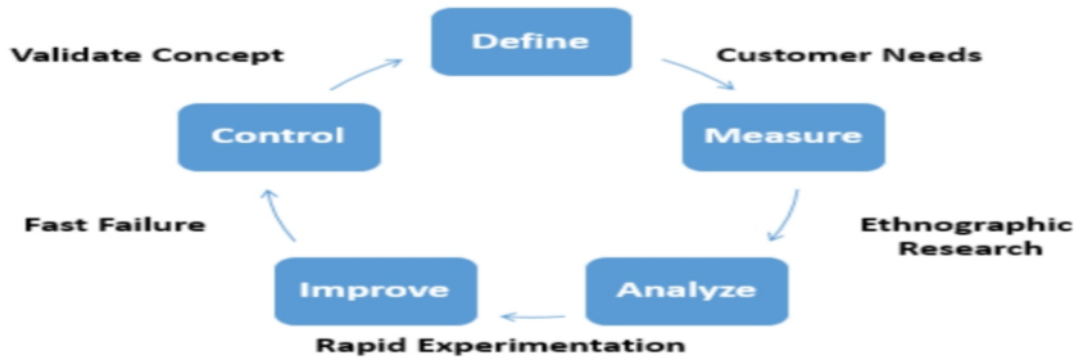 Define
Validate Concept
Customer Needs
Control
Measure
Fast Failure
Ethnographic
Research
Improve
Analyze
Rapid Experimentation